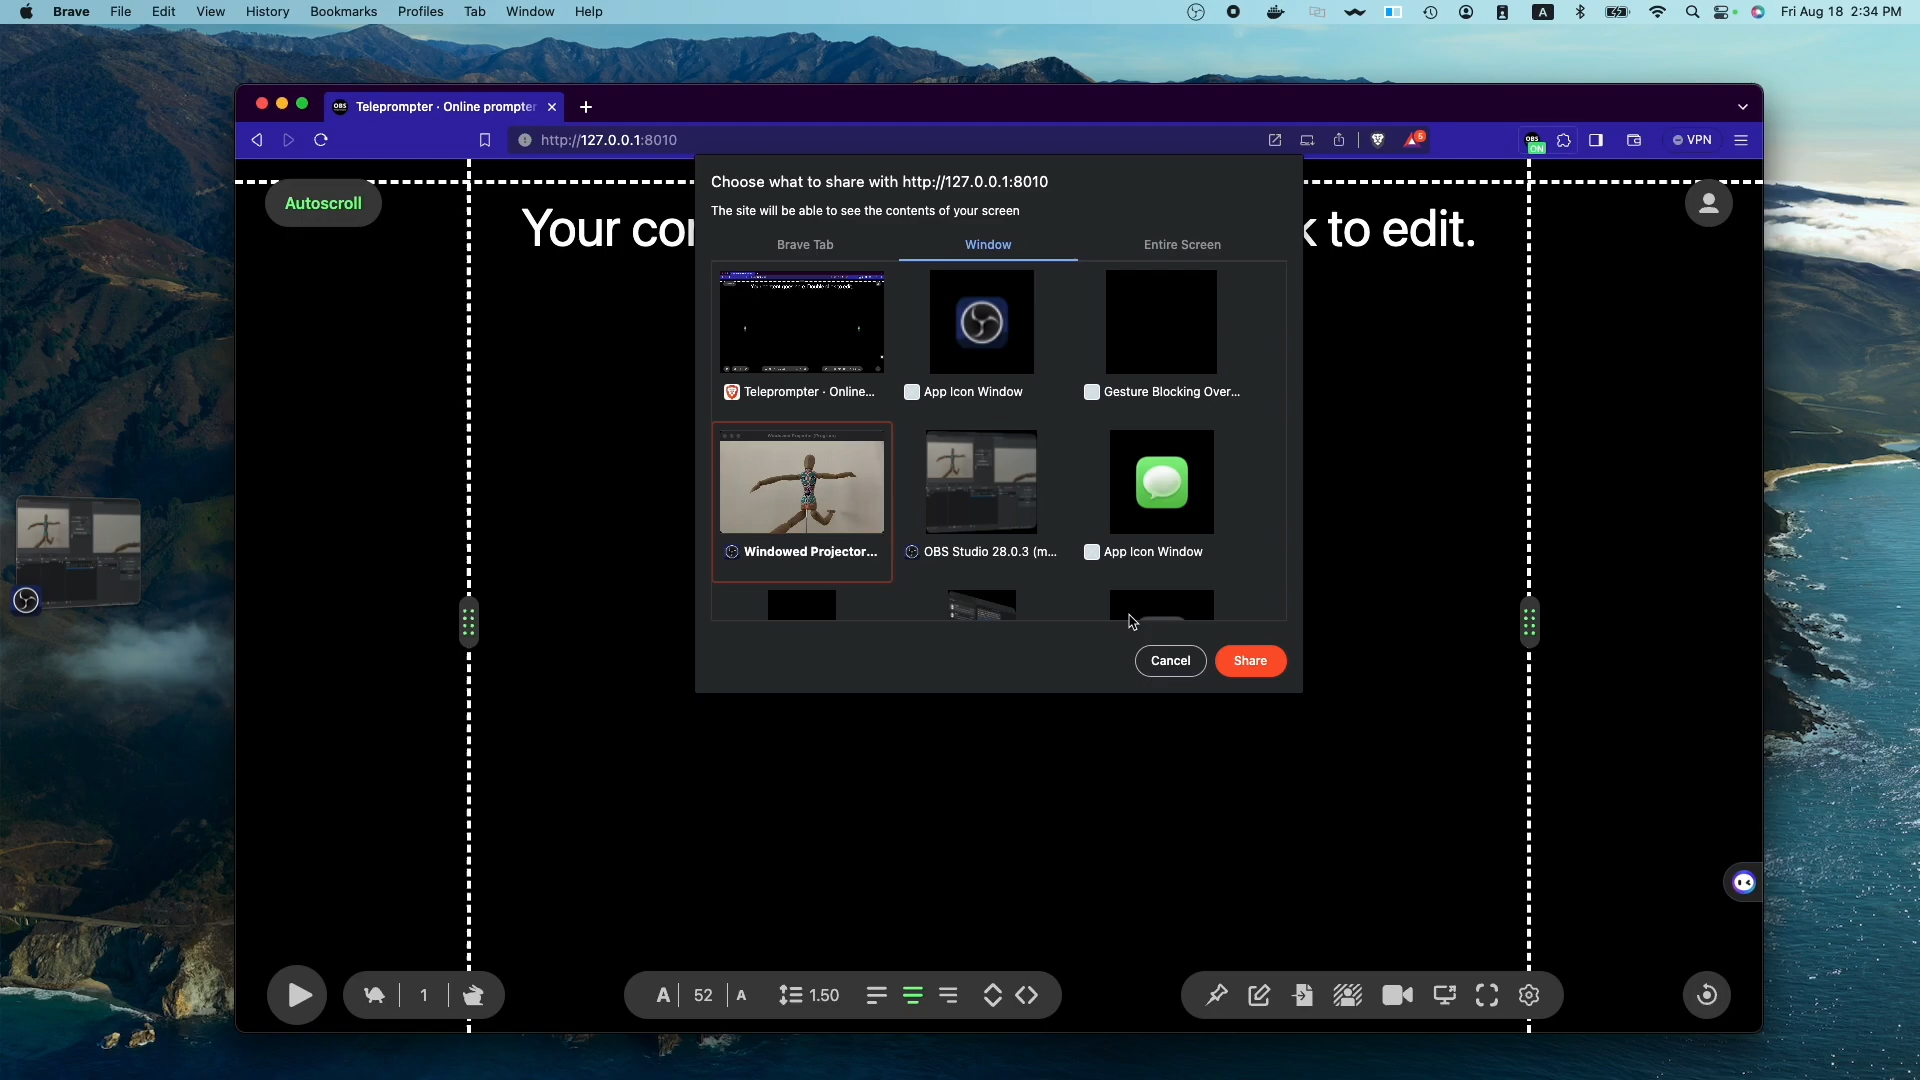 Brave File Edit View History Bookmarks Profiles Tab Window Help
A
Fri Aug 18 2:34 PM
OBS Teleprompter · Online prompter
http://127.0.0.1:8010
5
OBS
ON
VPN
Autoscroll
Your co
k to edit.
Choose what to share with http://127.0.0.1:8010
The site will be able to see the contents of your screen
Brave Tab Window Entire Screen
Teleprompter · Online... App Icon Window Gesture Blocking Over...
Windowed Projector... OBS Studio 28.0.3 (m... App Icon Window
Cancel Share
1
A 52 A
1.50